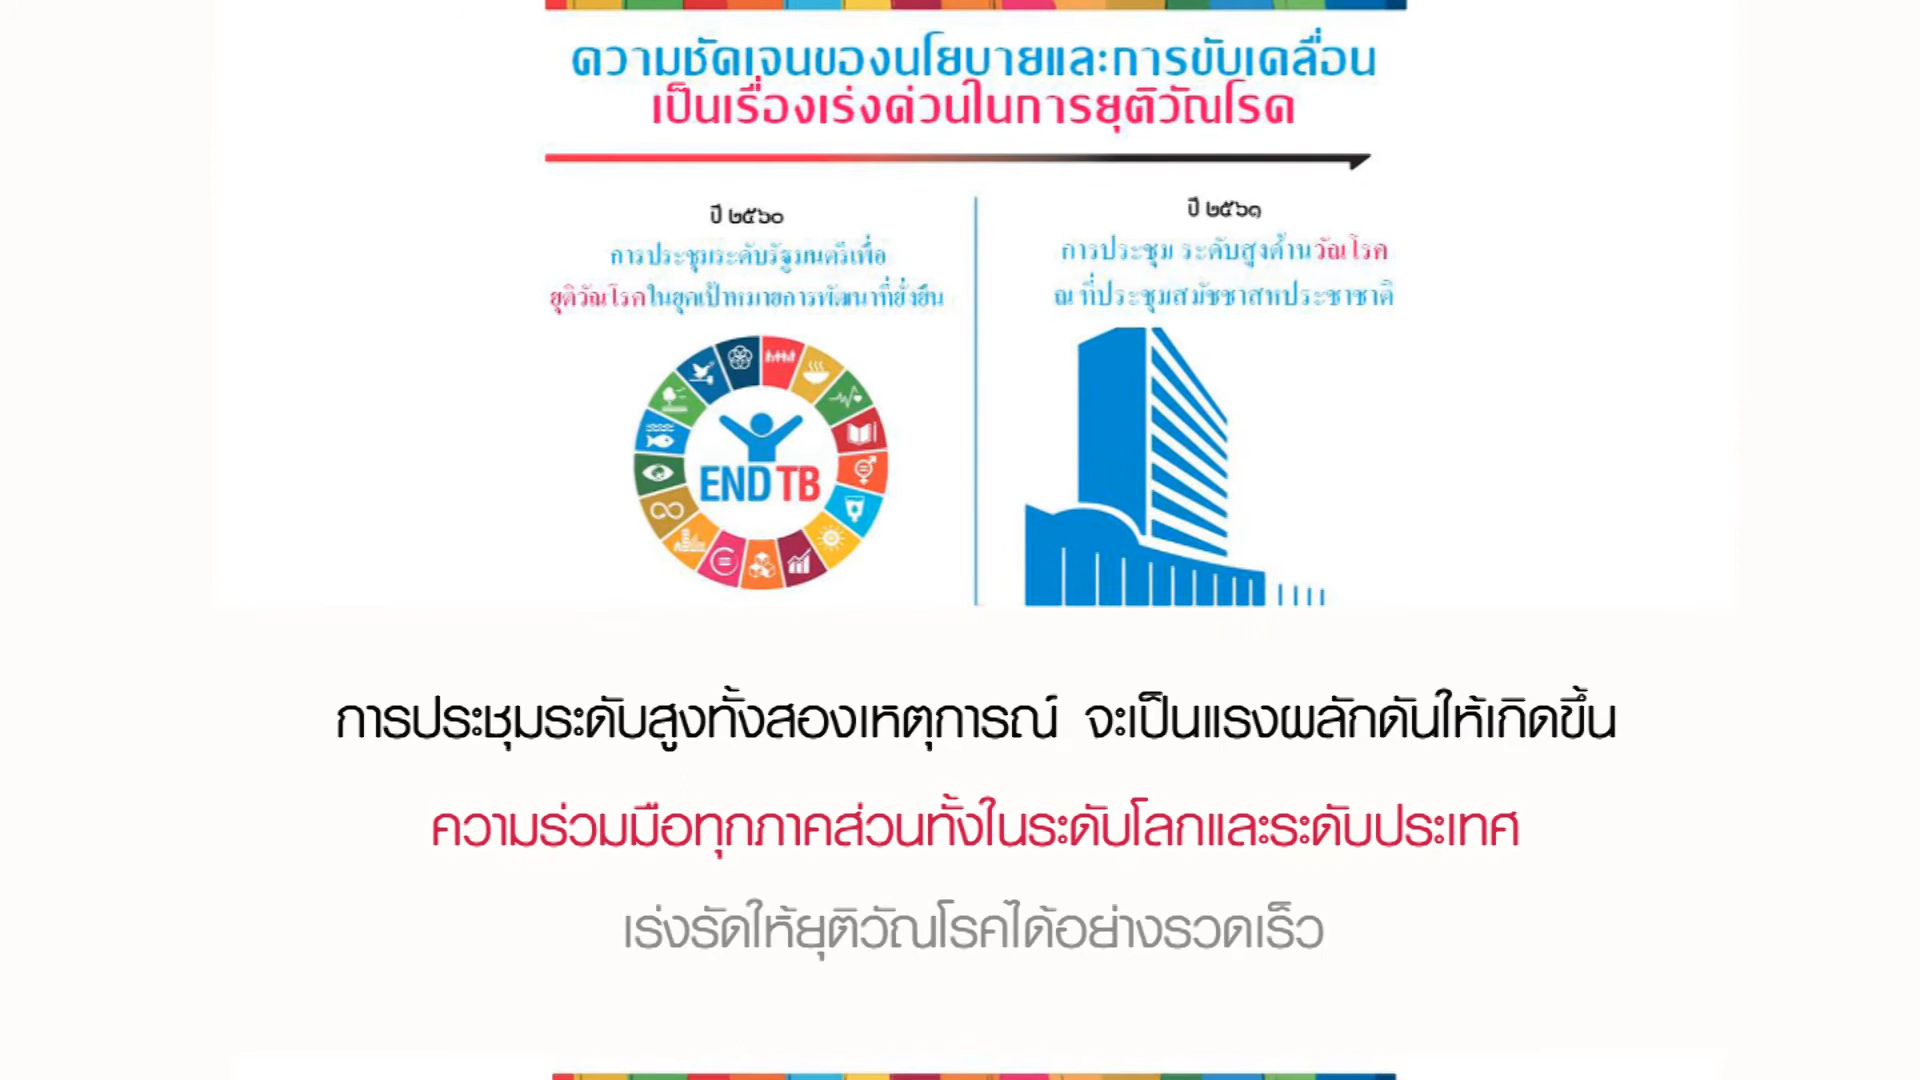 ความชัดเจนของนโยบายและการขับเคลื่อน
เป็นเรื่องเร่งด่วนในการยุติวัณโรค
ปี ๒๕๖๐
การประชุมระดับรัฐมนตรีเพื่อ
ยุติวัณโรคในยุคเป้าหมายการพัฒนาที่ยั่งยืน
END TB
ปี ๒๕๖๑
การประชุม ระดับสูงด้านวัณโรค
ณ ที่ประชุมสมัชชาสหประชาชาติ
การประชุมระดับสูงทั้งสองเหตุการณ์ จะเป็นแรงผลักดันให้เกิดขึ้น
ความร่วมมือทุกภาคส่วนทั้งในระดับโลกและระดับประเทศ
เร่งรัดให้ยุติวัณโรคได้อย่างรวดเร็ว